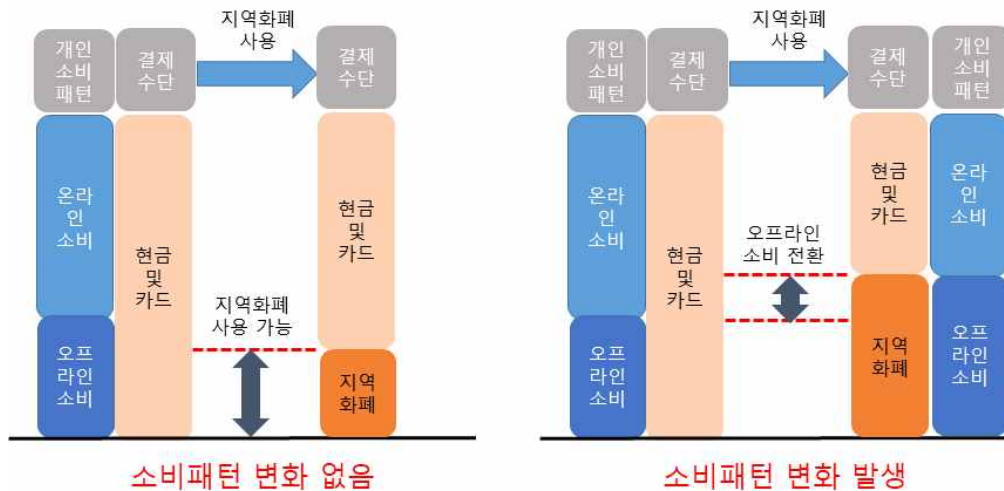 지역화폐
사용
개인
소비
패턴
결제
수단
결제
수단
온라
인
소비
오프
라인
소비
현금
및
카드
지역화폐
사용 가능
현금
및
카드
지역
화폐
소비패턴 변화 없음
지역화폐
사용
개인
소비
패턴
결제
수단
결제
수단
개인
소비
패턴
온라
인
소비
오프
라인
소비
현금
및
카드
오프라인
소비 전환
현금
및
카드
지역
화폐
온라
인
소비
오프
라인
소비
소비패턴 변화 발생